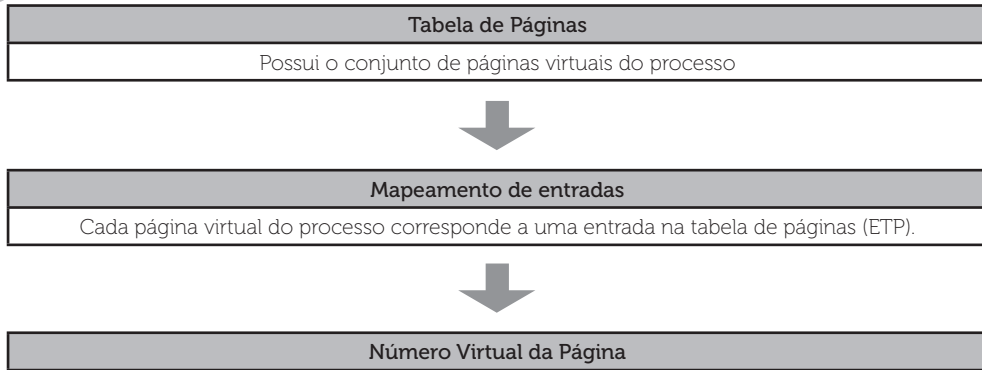 Tabela de Páginas
Possui o conjunto de páginas virtuais do processo
Mapeamento de entradas
Cada página virtual do processo corresponde a uma entrada na tabela de páginas (ETP).
Número Virtual da Página